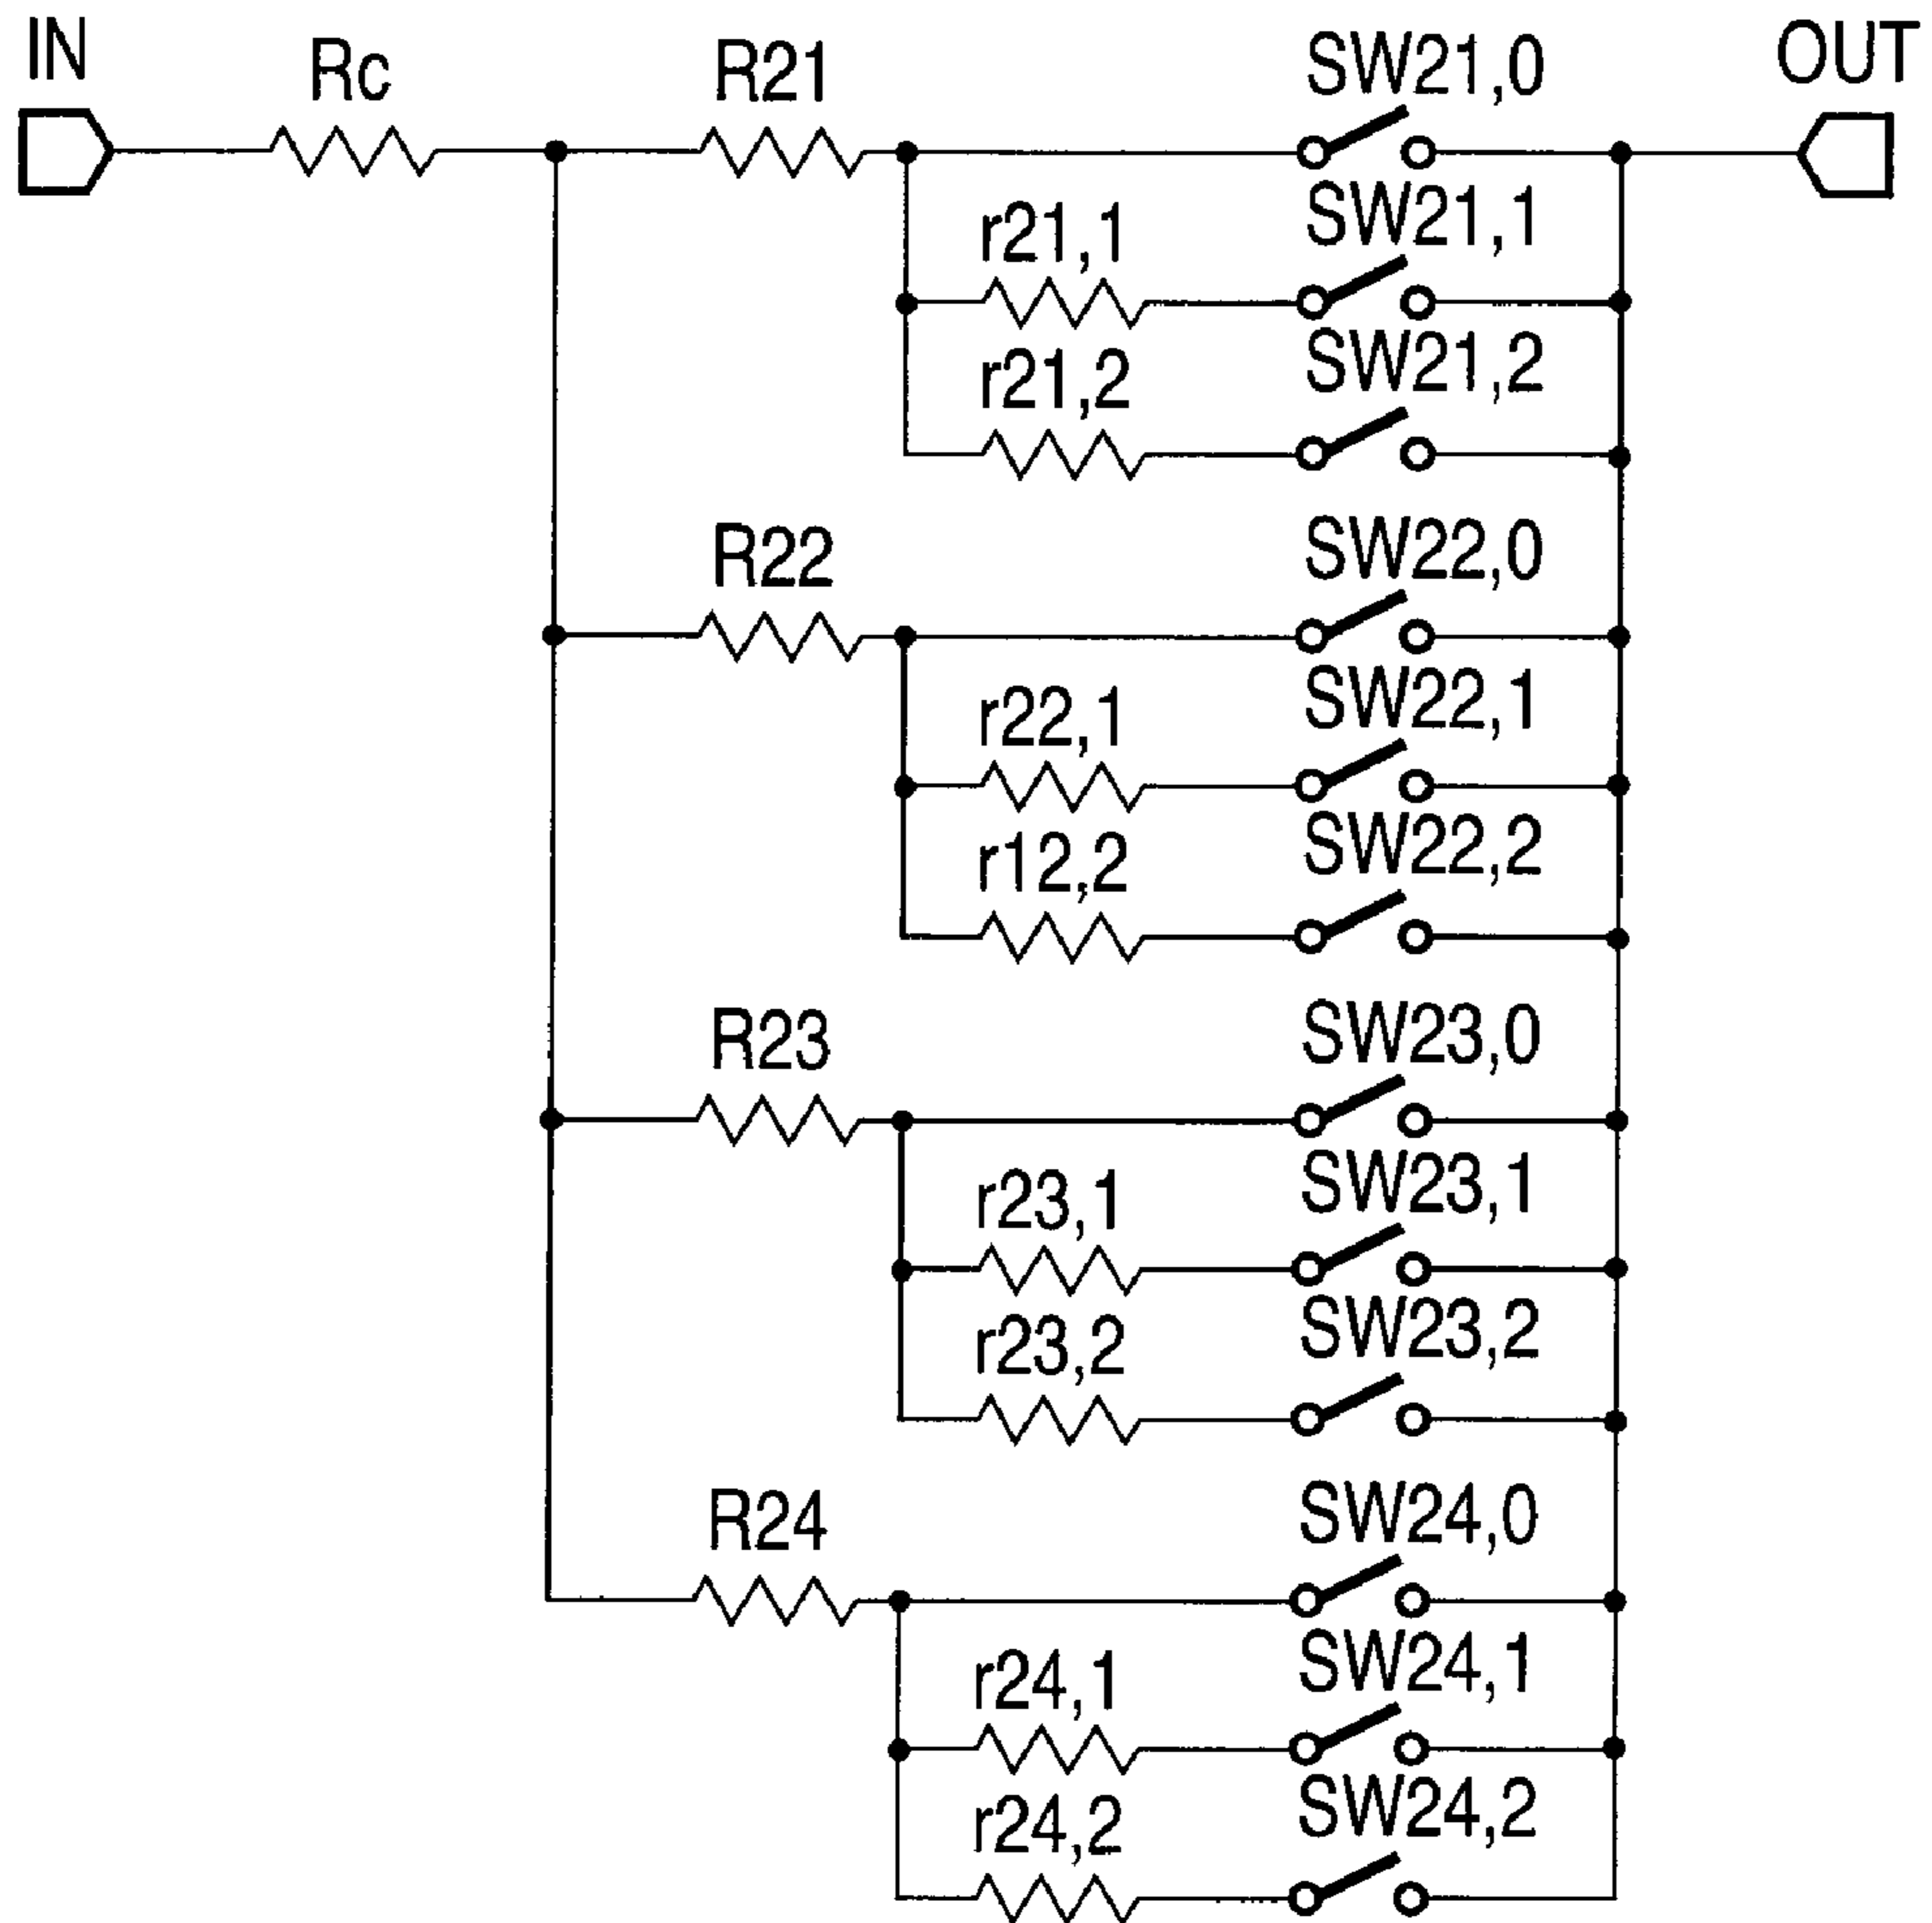 IN
Rc
R21
SW21,0
OUT
r21,1
SW21,1
r21,2
SW21,2
R22
SW22,0
r22,1
SW22,1
r12,2
SW22,2
R23
SW23,0
r23,1
SW23,1
r23,2
SW23,2
R24
SW24,0
r24,1
SW24,1
r24,2
SW24,2